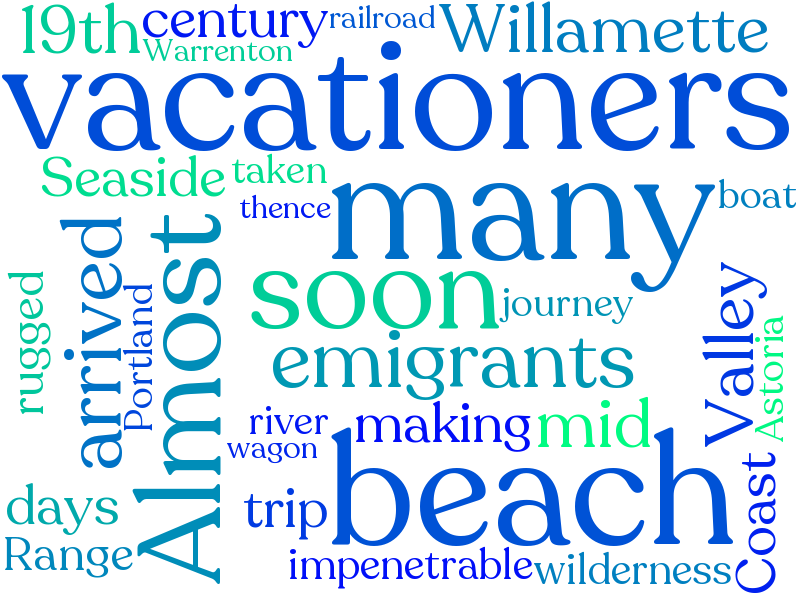 19th century railroad Willamette
Warrenton
vacationers
Seaside taken
thence many boat
arrived Almost
rugged Portland
soon journey
emigrants Valley Astoria
river making mid
wagon
beach
days trip Coast
Range impenetrable wilderness